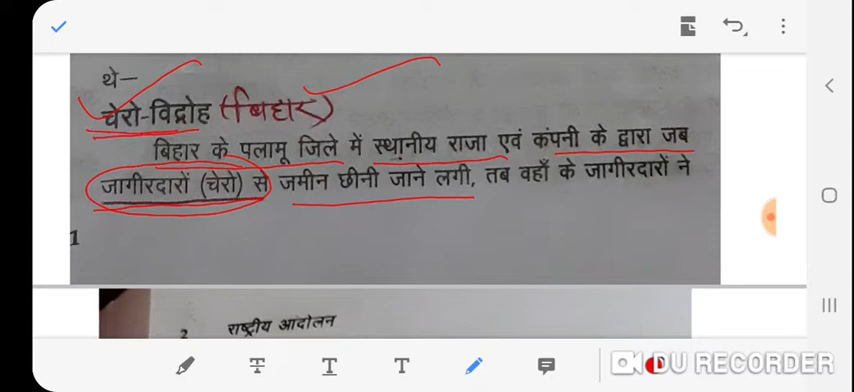 थे–
चेरो-विद्रोह (बिहार)
बिहार के पलामू जिले में स्थानीय राजा एवं कंपनी के द्वारा जब
जागीरदारों (चेरो) से जमीन छीनी जाने लगी, तब वहाँ के जागीरदारों ने
1
2 राष्ट्रीय आंदोलन
T T T
DU RECORDER